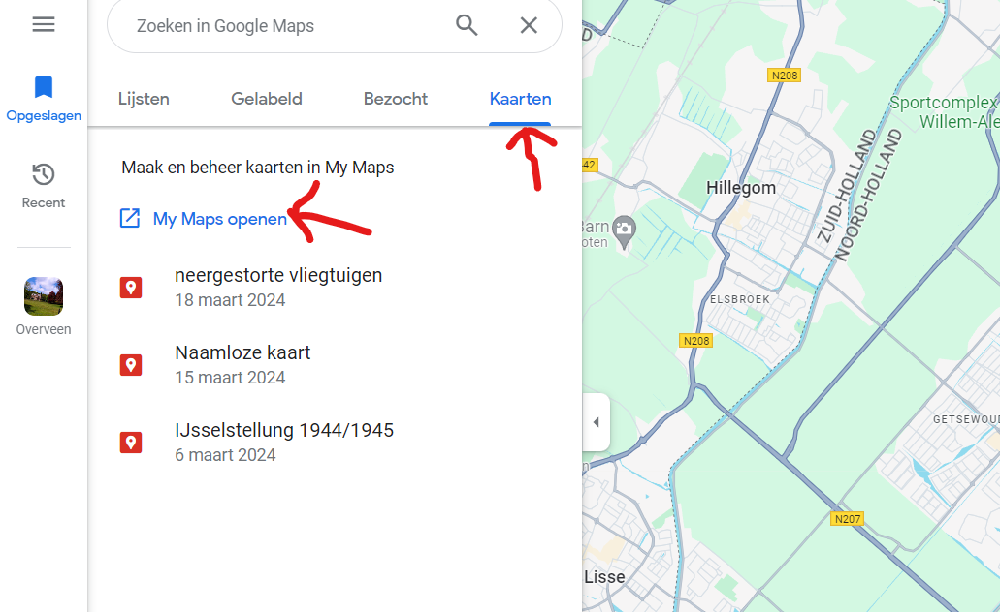 Zoeken in Google Maps
Opgeslagen
Recent
Overveen
Lijsten
Gelabeld
Bezocht
Kaarten
Maak en beheer kaarten in My Maps
My Maps openen
neergestorte vliegtuigen
18 maart 2024
Naamloze kaart
15 maart 2024
IJsselstellung 1944/1945
6 maart 2024
D
N208
Sportcomplex
Willem-Ale
ZUID-HOLLAND
NOORD-HOLLAND
42
Hillegom
Barn
oten
ELSBROEK
N208
GETSEWOUD
N207
Lisse